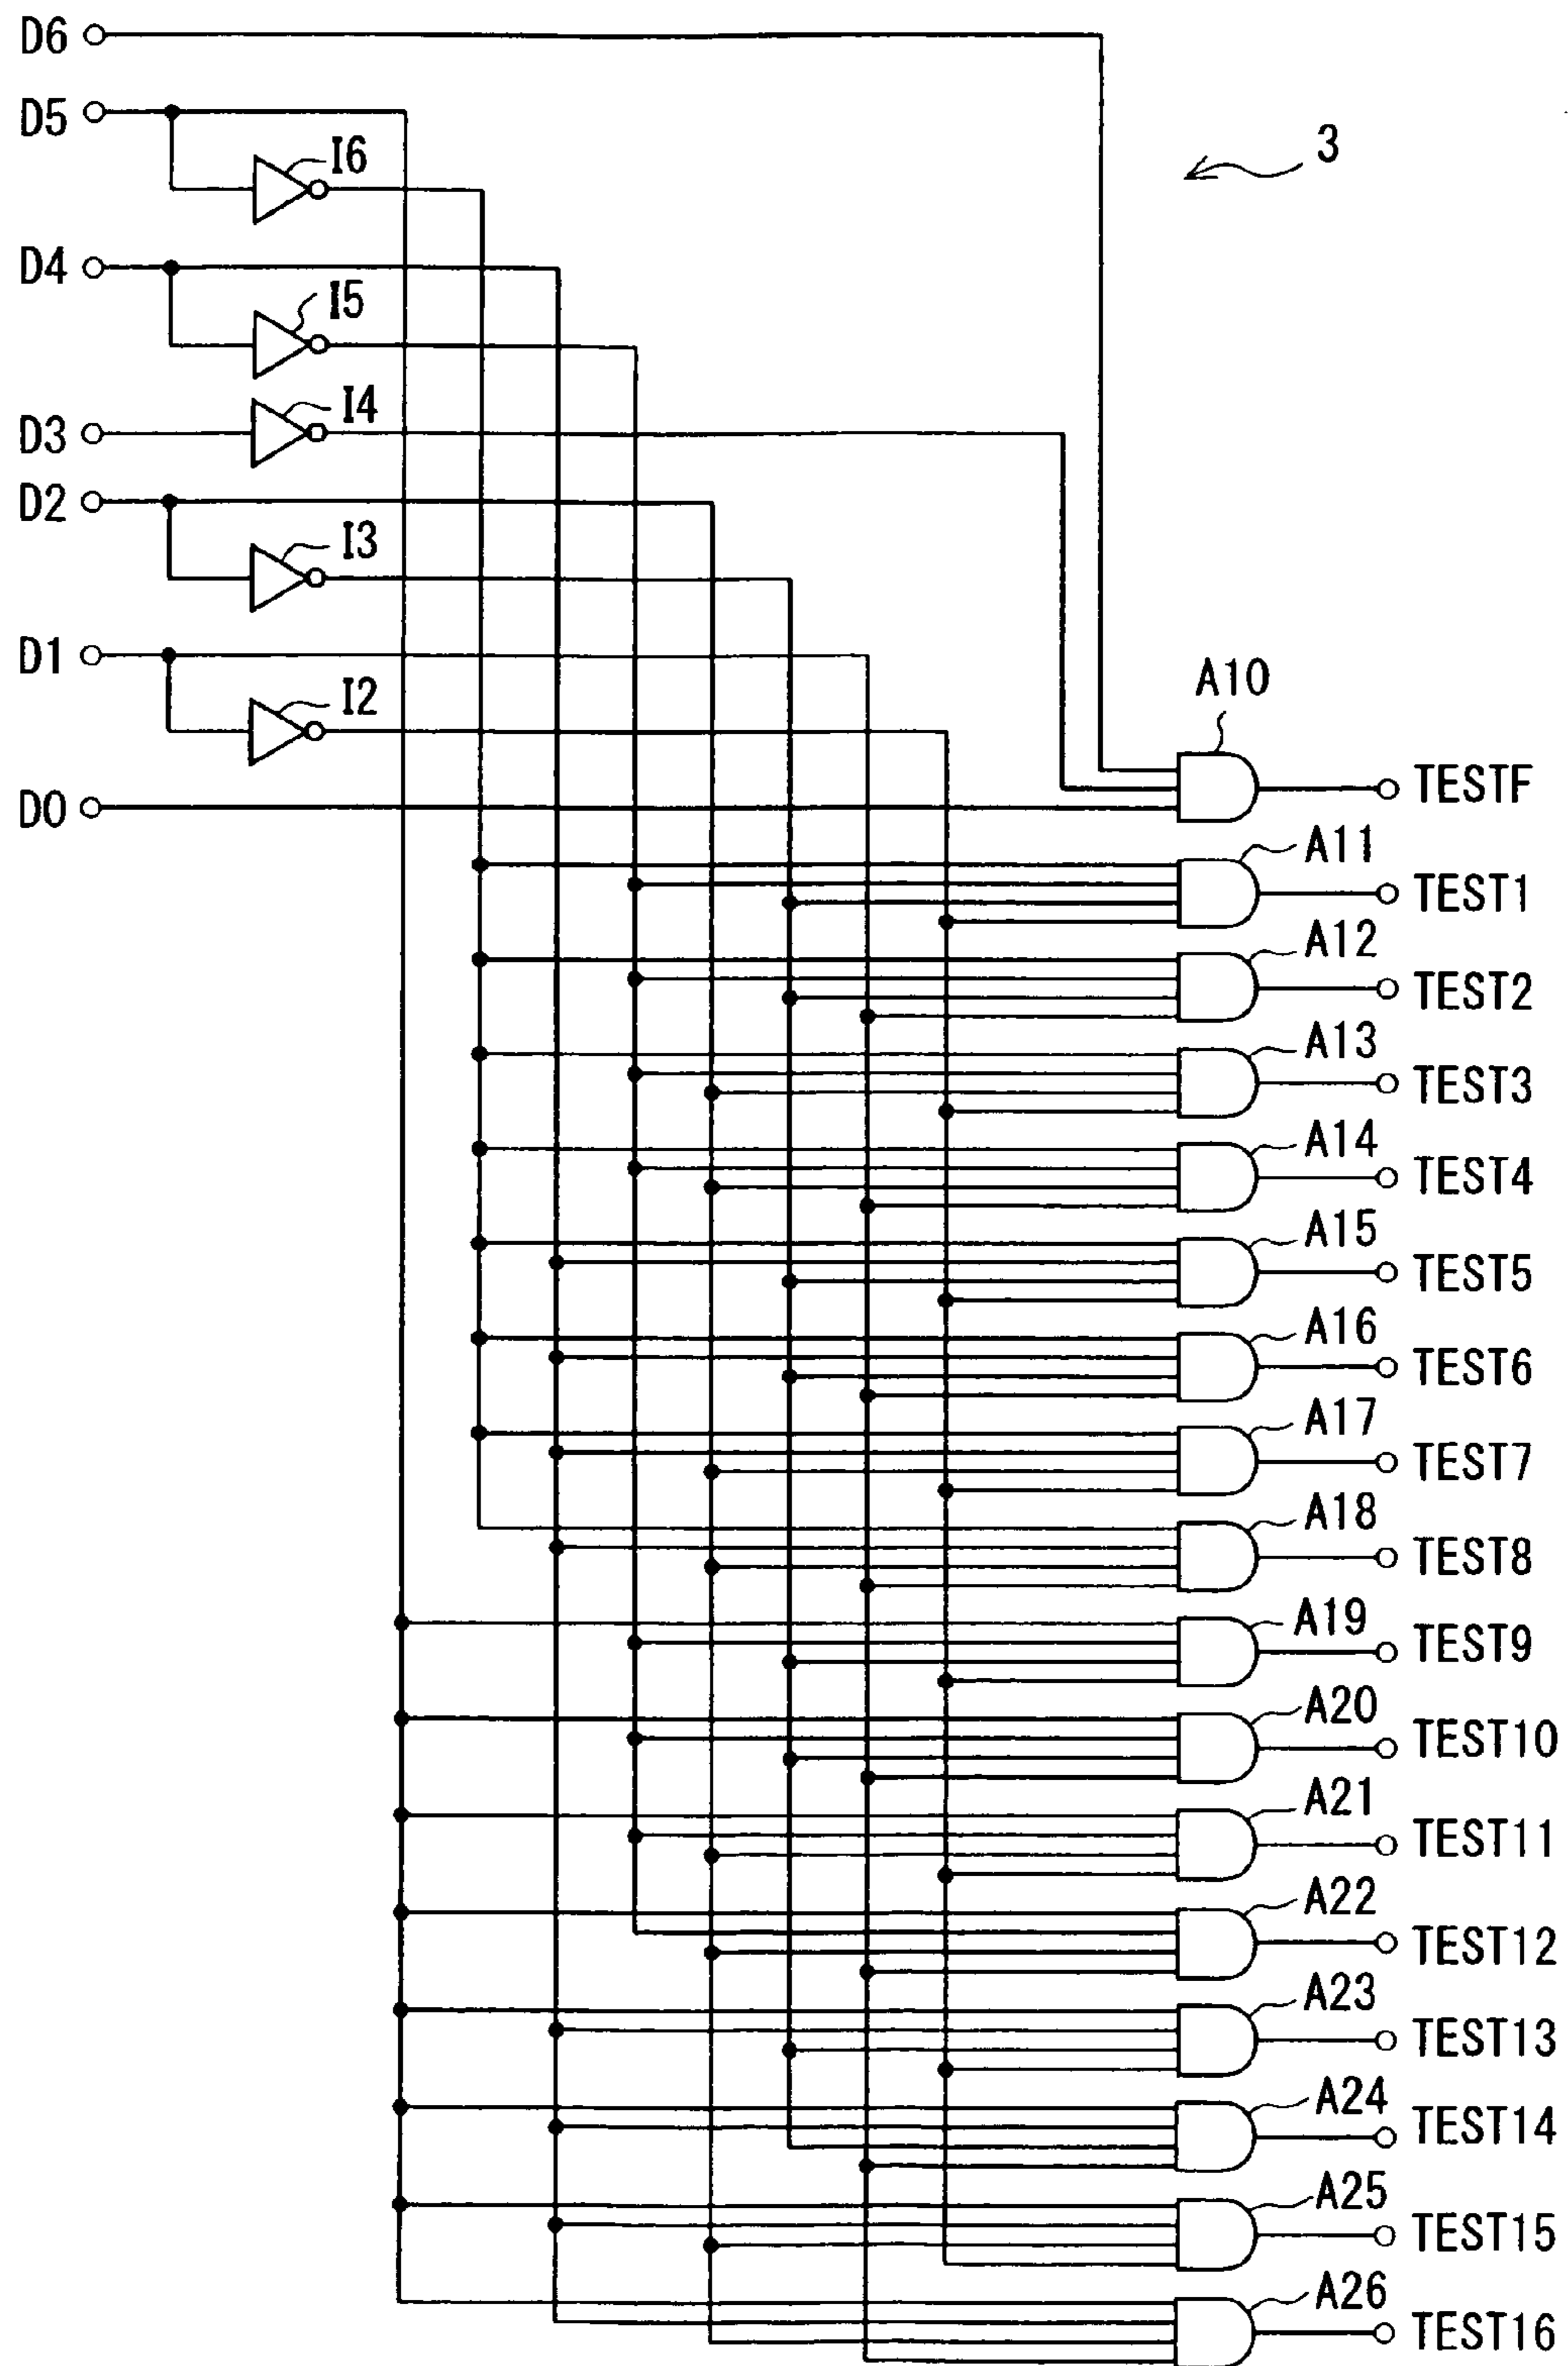 D6
D5
I6
3
D4
I5
I4
D3
D2
I3
D1
I2
A10
D0
TESTF
A11
TEST1
A12
TEST2
A13
TEST3
A14
TEST4
A15
TEST5
A16
TEST6
A17
TEST7
A18
TEST8
A19
TEST9
A20
TEST10
A21
TEST11
A22
TEST12
A23
TEST13
A24
TEST14
A25
TEST15
A26
TEST16